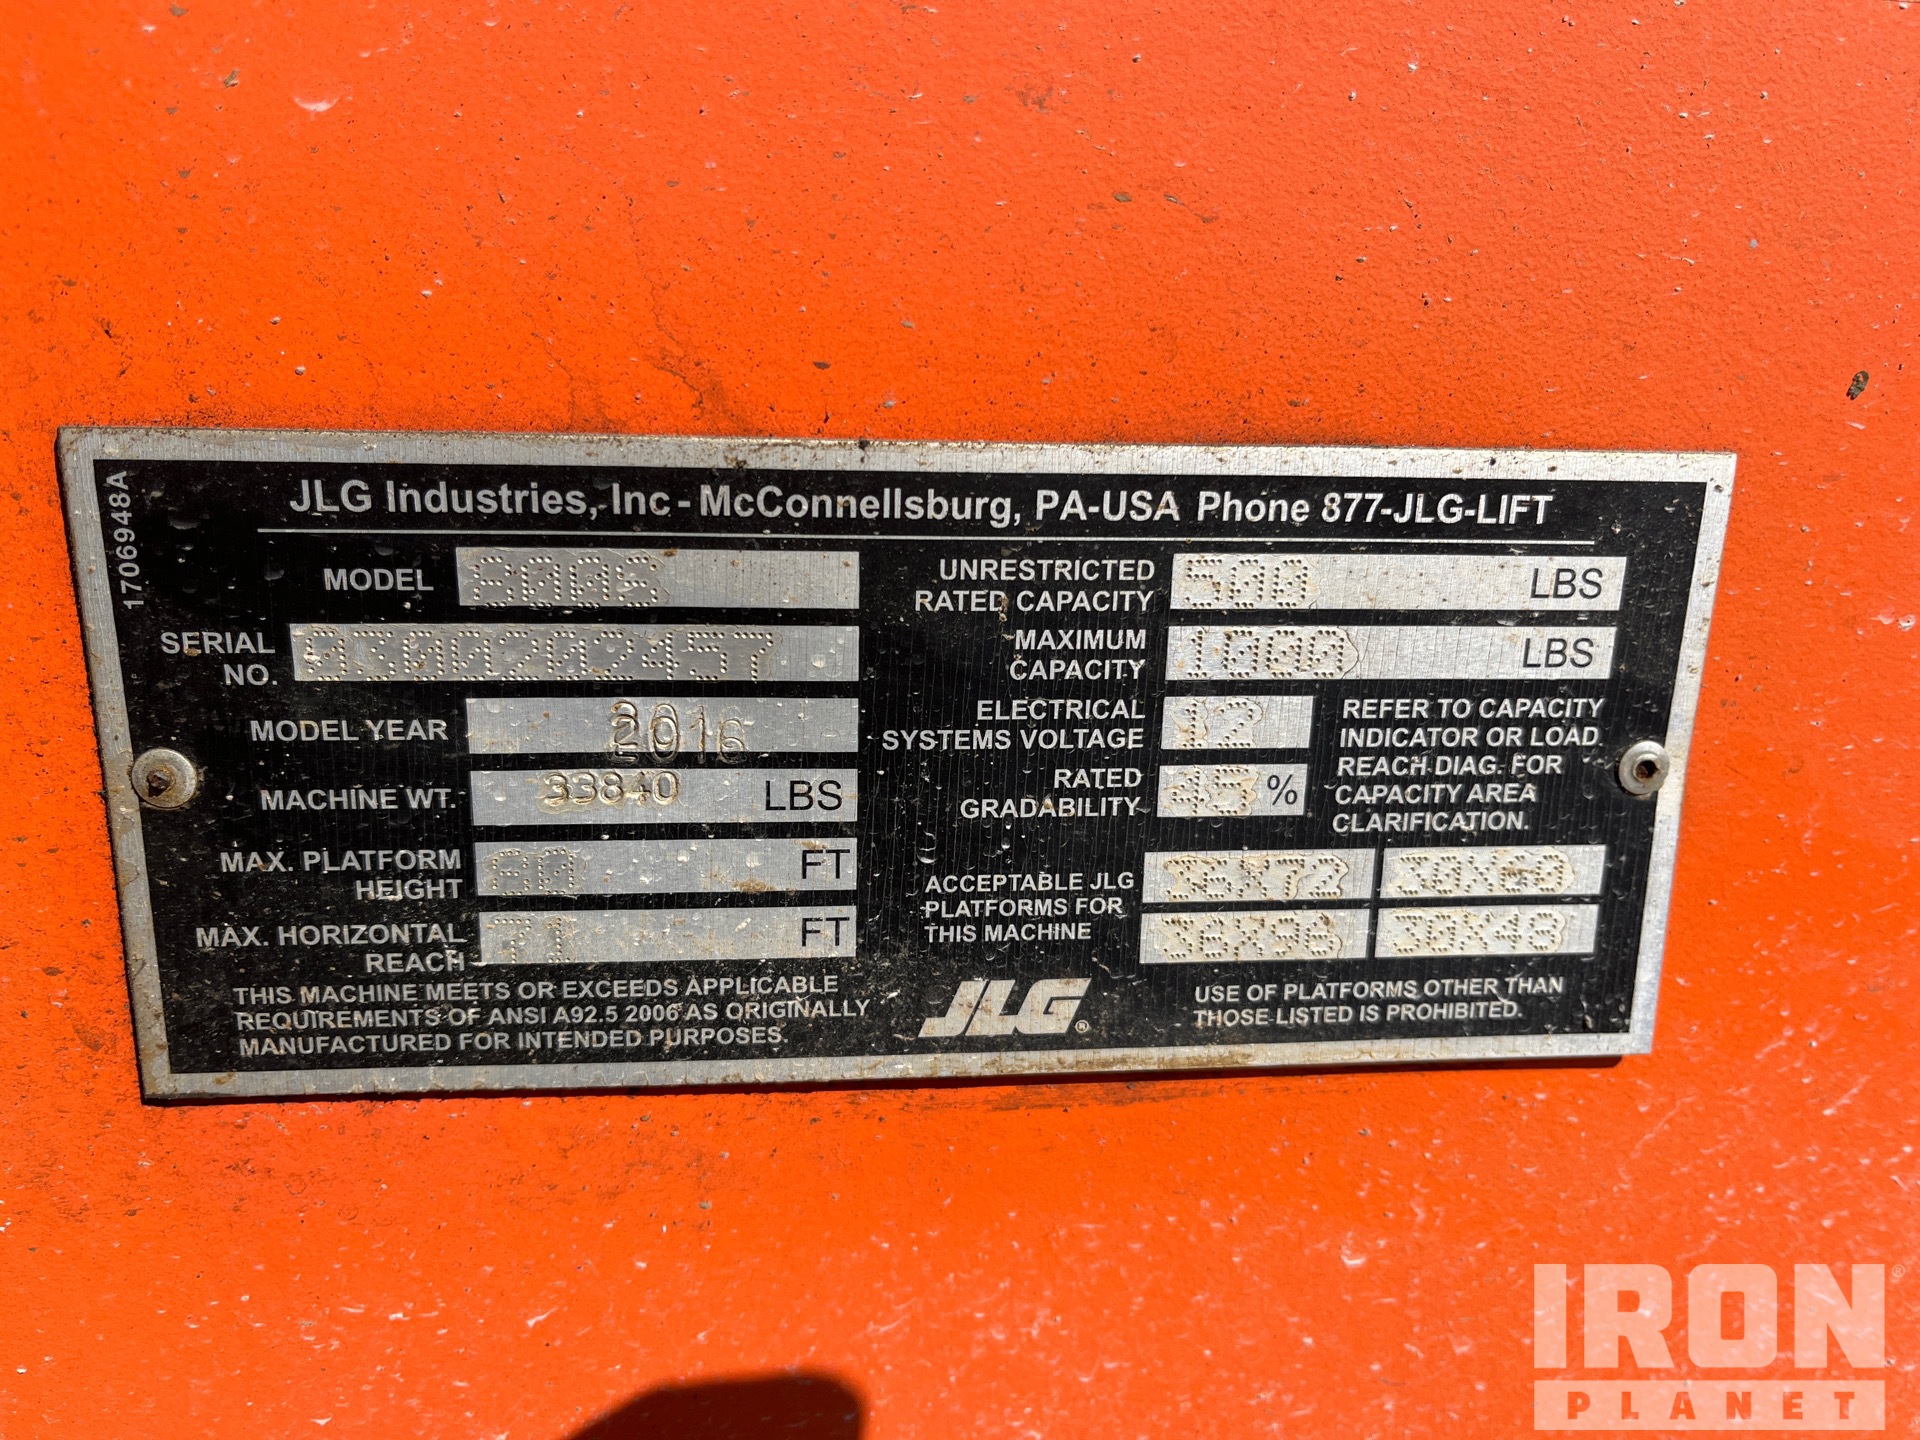 1706948A
JLG Industries, Inc - McConnellsburg, PA-USA Phone 877-JLG-LIFT
MODEL 800S
SERIAL NO. 0300202457
MODEL YEAR 2016
MACHINE WT. 33840 LBS
MAX. PLATFORM HEIGHT 80 FT
MAX. HORIZONTAL REACH 71 FT
THIS MACHINE MEETS OR EXCEEDS APPLICABLE
REQUIREMENTS OF ANSI A92.5 2006 AS ORIGINALLY
MANUFACTURED FOR INTENDED PURPOSES.
UNRESTRICTED RATED CAPACITY 500 LBS
MAXIMUM CAPACITY 1000 LBS
ELECTRICAL SYSTEMS VOLTAGE 12
RATED GRADABILITY 45 %
REFER TO CAPACITY
INDICATOR OR LOAD
REACH DIAG. FOR
CAPACITY AREA
CLARIFICATION.
ACCEPTABLE JLG
PLATFORMS FOR
THIS MACHINE
36X72 30X60
36X96 30X48
JLG®
USE OF PLATFORMS OTHER THAN
THOSE LISTED IS PROHIBITED.
IRON®
PLANET